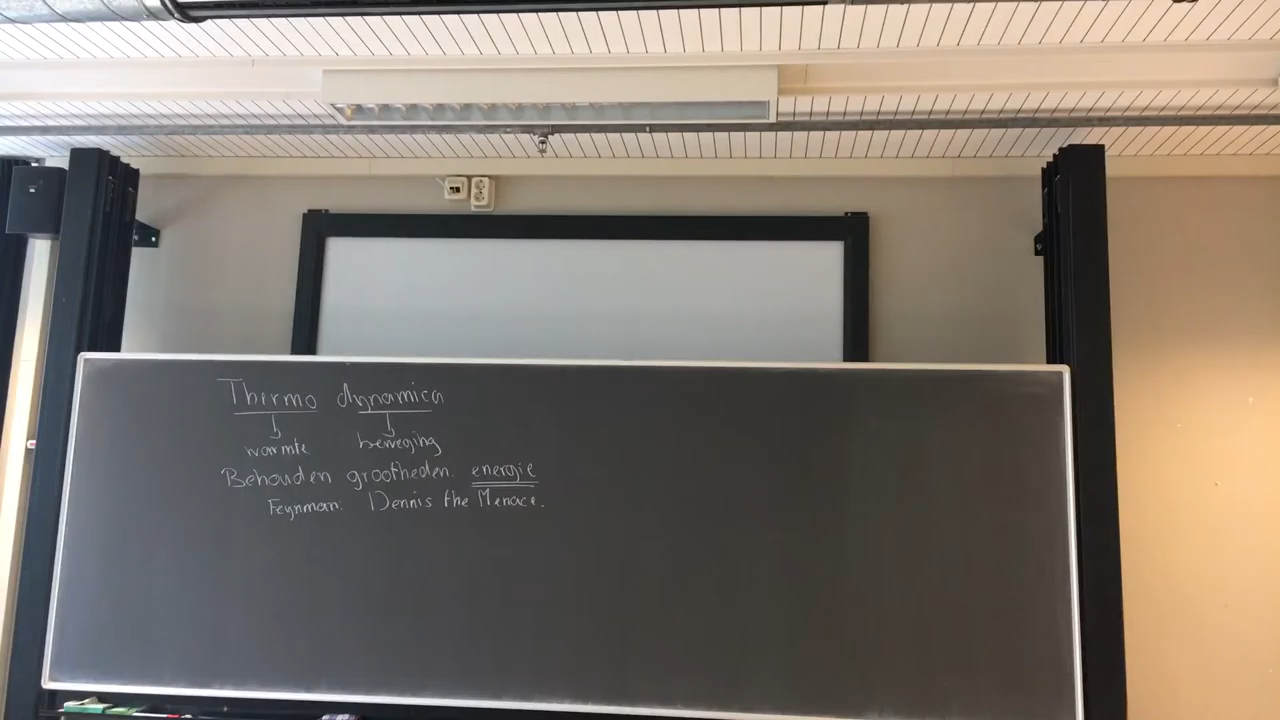 Thermo dynamica
warmte beweging
Behouden grootheden. energie
Feynman: Dennis the Menace.